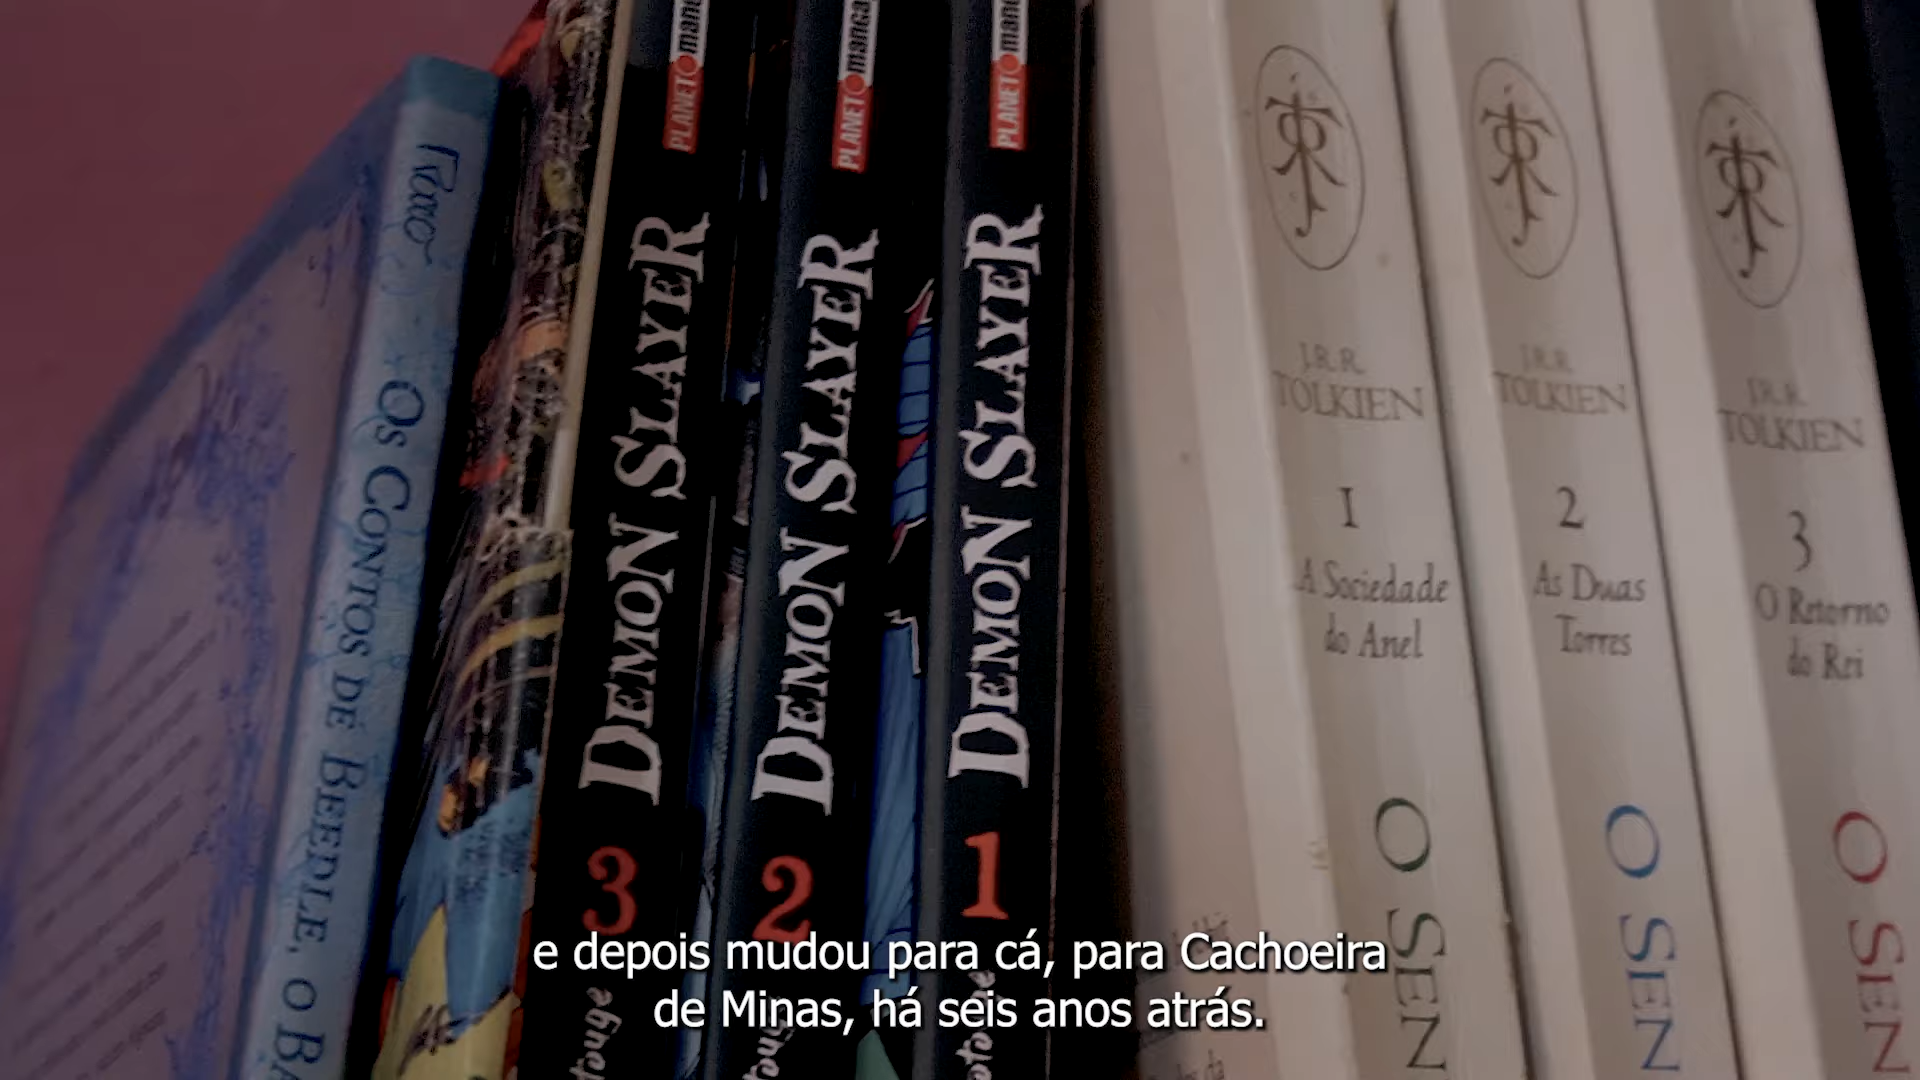 Rocco
Os Contos de Beedle, o Ba
PLANET manga
DEMON SLAYER
3
PLANET manga
DEMON SLAYER
2
PLANET manga
DEMON SLAYER
1
J.R.R.
TOLKIEN
1
A Sociedade
do Anel
O SEN
J.R.R.
TOLKIEN
2
As Duas
Torres
O SEN
J.R.R.
TOLKIEN
3
O Retorno
do Rei
O SEN
e depois mudou para cá, para Cachoeira
de Minas, há seis anos atrás.